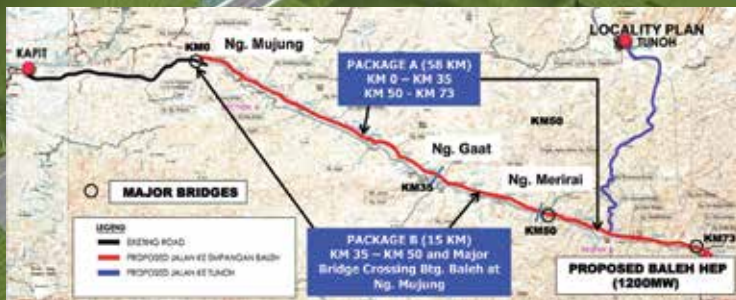 KAPIT
KM0
Ng. Mujung
LOCALITY PLAN
TUNOH
PACKAGE A (58 KM)
KM 0 – KM 35
KM 50 - KM 73
KM50
Ng. Gaat
KM35
Ng. Merirai
MAJOR BRIDGES
KM50
KM73
LEGEND
EXISTING ROAD
PROPOSED JALAN KE EMPANGAN BALEH
PROPOSED JALAN KE TUNOH
PACKAGE B (15 KM)
KM 35 – KM 50 and Major
Bridge Crossing Btg. Baleh at
Ng. Mujung
PROPOSED BALEH HEP
(1200MW)